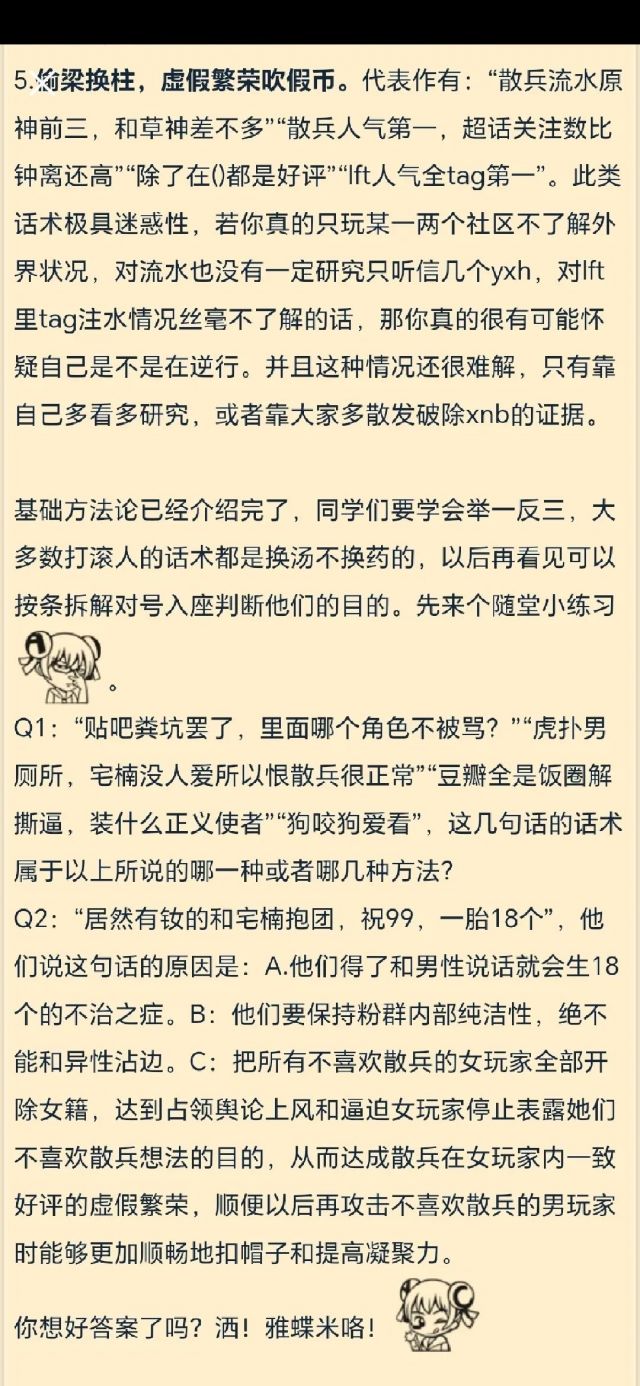 5.偷梁换柱，虚假繁荣吹假币。代表作有：“散兵流水原
神前三，和草神差不多”“散兵人气第一，超话关注数比
钟离还高”“除了在()都是好评”“lft人气全tag第一”。此类
话术极具迷惑性，若你真的只玩某一两个社区不了解外
界状况，对流水也没有一定研究只听信几个yxh，对lft
里tag注水情况丝毫不了解的话，那你真的很有可能怀
疑自己是不是在逆行。并且这种情况还很难解，只有靠
自己多看多研究，或者靠大家多散发破除xnb的证据。
基础方法论已经介绍完了，同学们要学会举一反三，大
多数打滚人的话术都是换汤不换药的，以后再看见可以
按条拆解对号入座判断他们的目的。先来个随堂小练习
。
Q1：“贴吧粪坑罢了，里面哪个角色不被骂？”“虎扑男
厕所，宅楠没人爱所以恨散兵很正常”“豆瓣全是饭圈解
撕逼，装什么正义使者”“狗咬狗爱看”，这几句话的话术
属于以上所说的哪一种或者哪几种方法？
Q2：“居然有钕的和宅楠抱团，祝99，一胎18个”，他
们说这句话的原因是：A.他们得了和男性说话就会生18
个的不治之症。B：他们要保持粉群内部纯洁性，绝不
能和异性沾边。C：把所有不喜欢散兵的女玩家全部开
除女籍，达到占领舆论上风和逼迫女玩家停止表露她们
不喜欢散兵想法的目的，从而达成散兵在女玩家内一致
好评的虚假繁荣，顺便以后再攻击不喜欢散兵的男玩家
时能够更加顺畅地扣帽子和提高凝聚力。
你想好答案了吗？洒！雅蝶米咯！